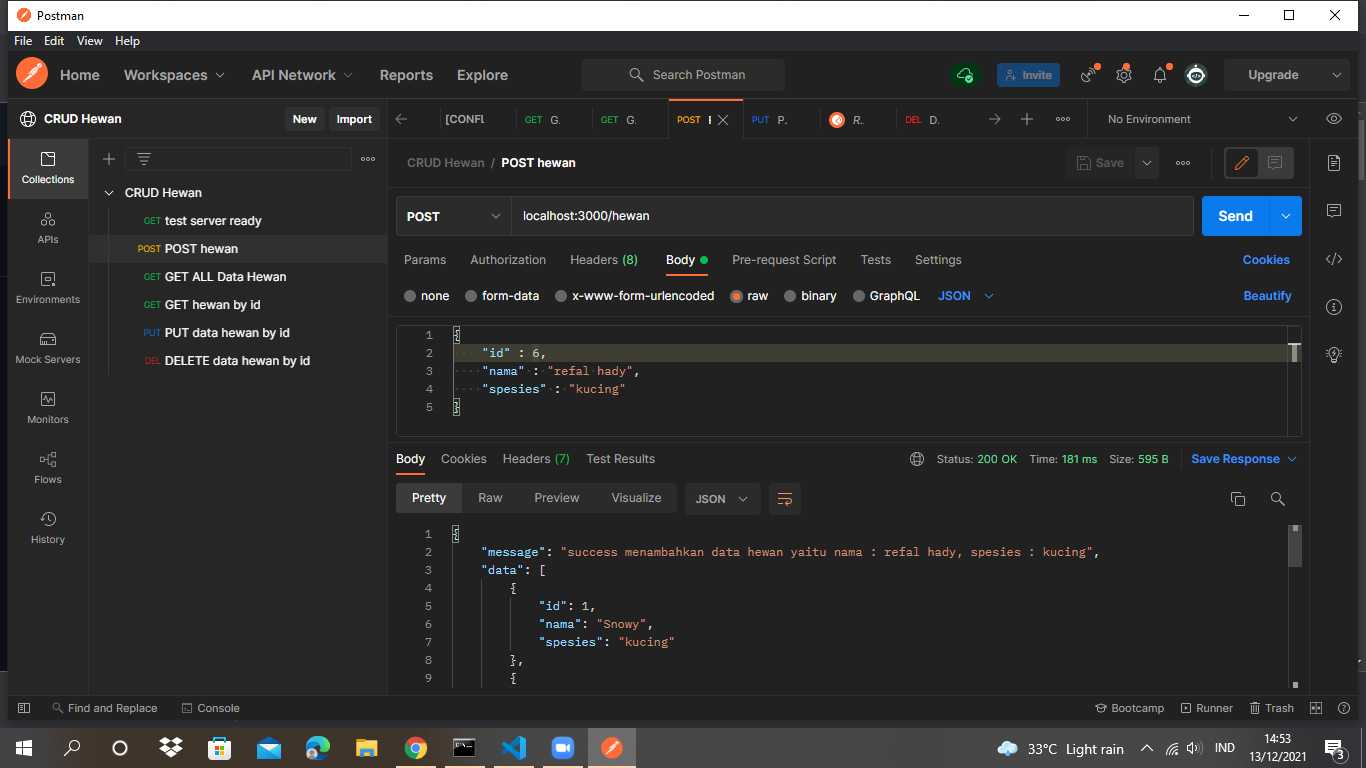 Postman
File Edit View Help
Home Workspaces API Network Reports Explore Search Postman Invite Upgrade
CRUD Hewan New Import [CONFL GET G. GET G. POST PUT P. R. DEL D. No Environment
CRUD Hewan / POST hewan Save
Collections
APIs
Environments
Mock Servers
Monitors
Flows
History
CRUD Hewan
GET test server ready
POST POST hewan
GET GET ALL Data Hewan
GET GET hewan by id
PUT PUT data hewan by id
DEL DELETE data hewan by id
POST localhost:3000/hewan Send
Params Authorization Headers (8) Body Pre-request Script Tests Settings Cookies
none form-data x-www-form-urlencoded raw binary GraphQL JSON Beautify
1 {
2 "id" : 6,
3 "nama" : "refal hady",
4 "spesies" : "kucing"
5 }
Body Cookies Headers (7) Test Results Status: 200 OK Time: 181 ms Size: 595 B Save Response
Pretty Raw Preview Visualize JSON
1 {
2 "message": "success menambahkan data hewan yaitu nama : refal hady, spesies : kucing",
3 "data": [
4 {
5 "id": 1,
6 "nama": "Snowy",
7 "spesies": "kucing"
8 },
9 {
Find and Replace Console Bootcamp Runner Trash
33°C Light rain IND 14:53
13/12/2021 3